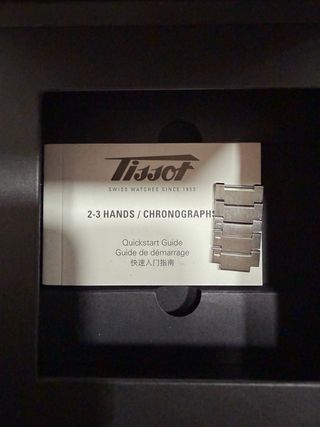 Tissot
SWISS WATCHES SINCE 1853
2-3 HANDS / CHRONOGRAPHS
Quickstart Guide
Guide de démarrage
快速入门指南